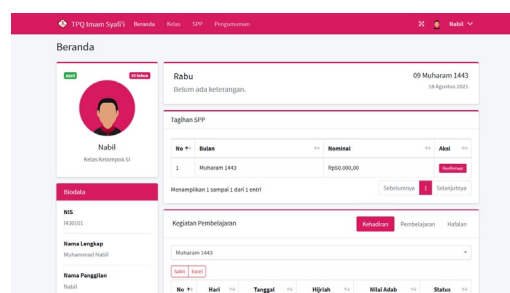 TPQ Imam Syafi'i Beranda Kelas SPP Pengumuman Nabil
Beranda
Aktif 10 tahun
Nabil
Kelas Kelompok SI
Biodata
NIS
Nama Lengkap
Muhammad Nabil
Nama Panggilan
Nabil
Rabu 09 Muharam 1443
Belum ada keterangan. 18 Agustus 2021
Tagihan SPP
No Bulan Nominal Aksi
1 Muharam 1443 Rp50.000,00 Konfirmasi
Menampilkan 1 sampai 1 dari 1 entri Sebelumnya 1 Selanjutnya
Kegiatan Pembelajaran Kehadiran Pembelajaran Hafalan
Muharam 1443
Salin Excel
No Hari Tanggal Hijriah Nilai Adab Status